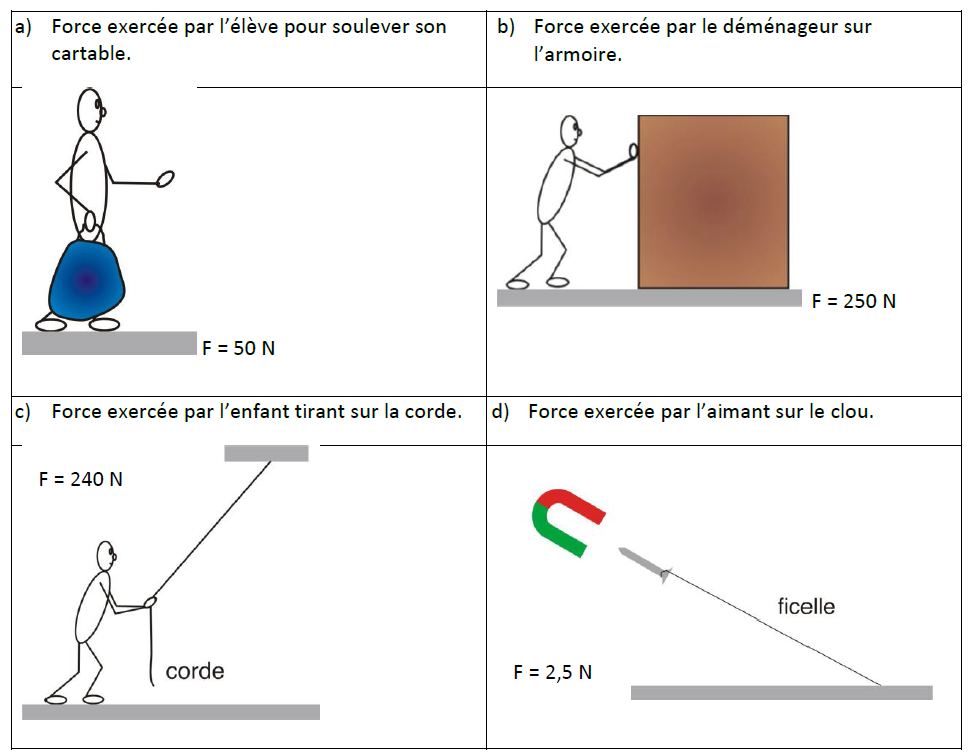 a) Force exercée par l'élève pour soulever son
cartable.
b) Force exercée par le déménageur sur
l'armoire.
F = 50 N
F = 250 N
c) Force exercée par l'enfant tirant sur la corde.
d) Force exercée par l'aimant sur le clou.
F = 240 N
corde
ficelle
F = 2,5 N